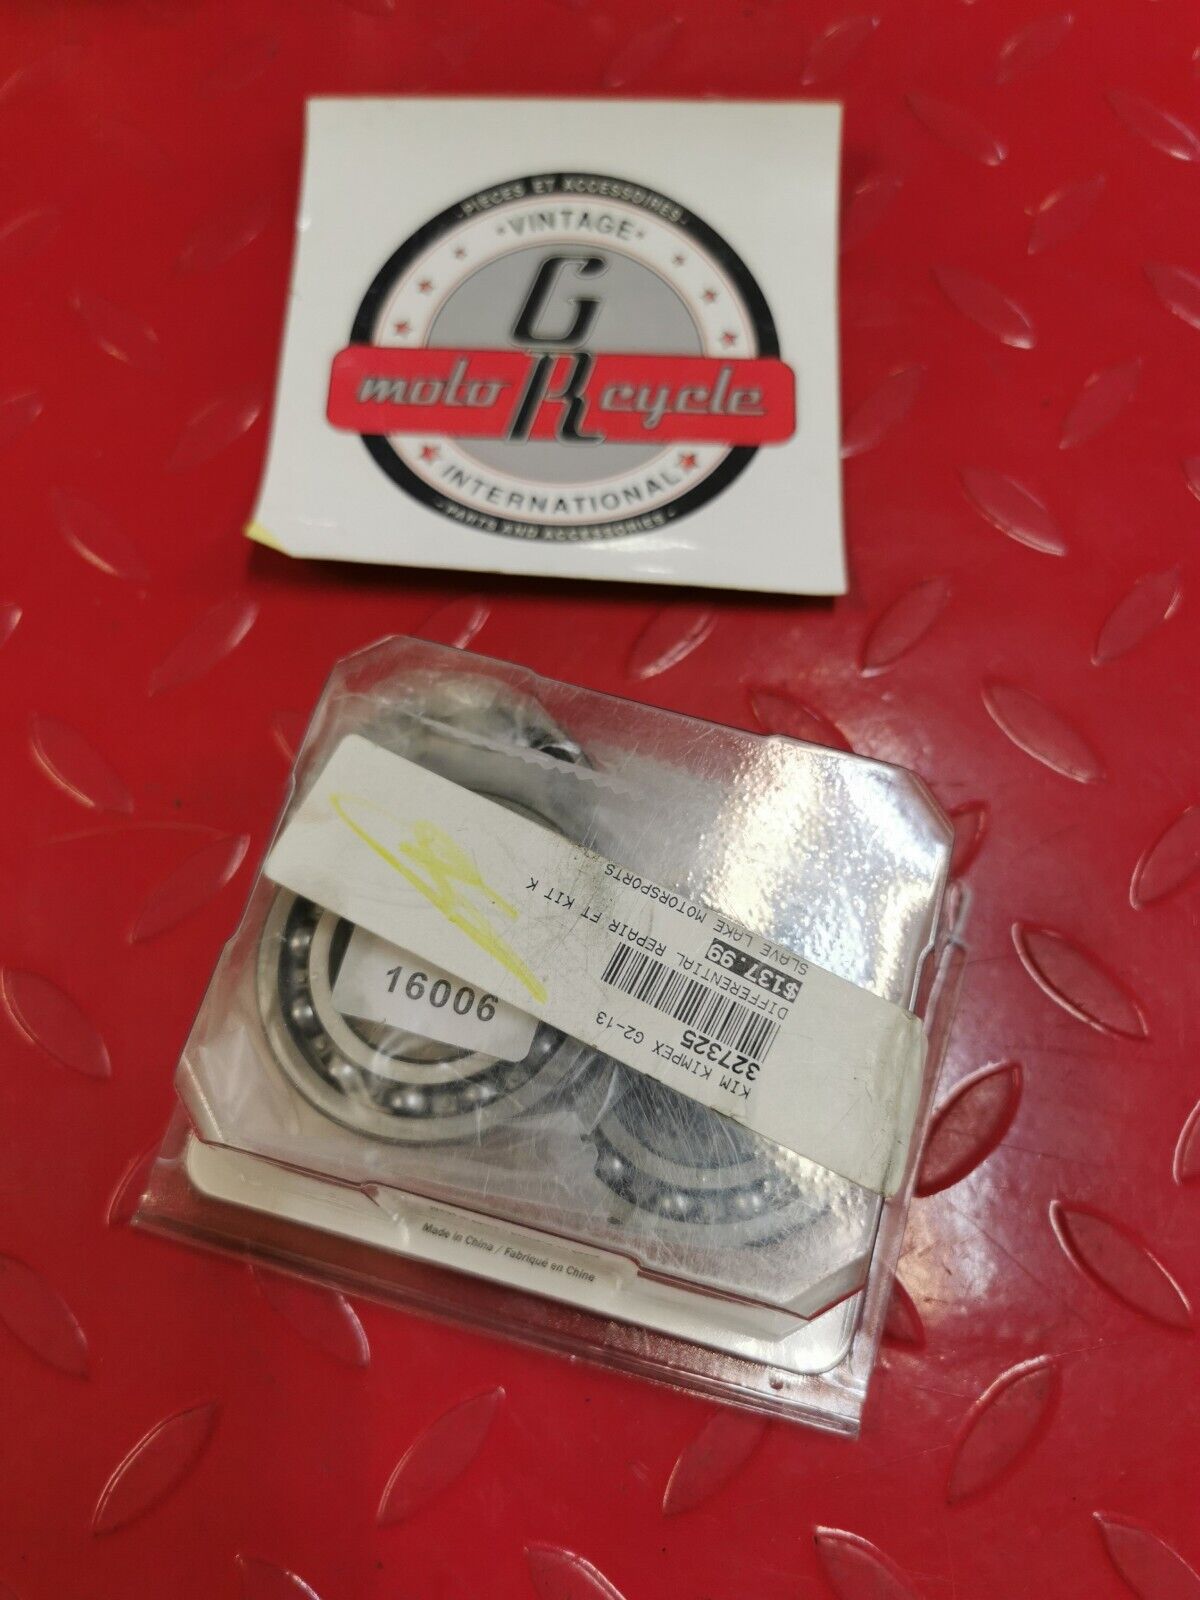 -PIECES ET ACCESSOIRES-
VINTAGE
G
moto R cycle
INTERNATIONAL
-PARTS AND ACCESSORIES-
KIM KIMPEX G2-13
327325
DIFFERENTIAL REPAIR FT KIT K
$137.99
SLAVE LAKE MOTORSPORTS
16006
Made in China / Fabriqué en Chine